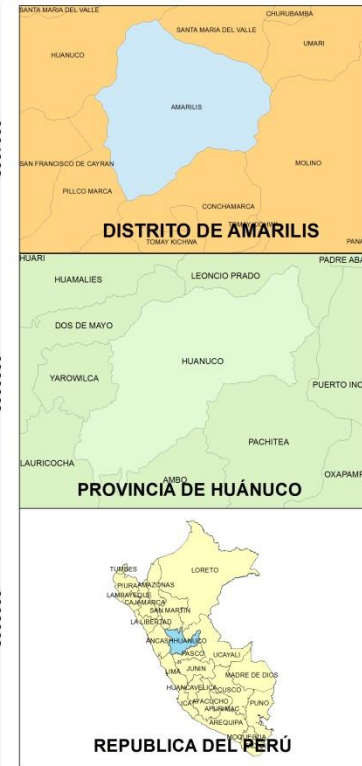 SANTA MARIA DEL VALLE
CHURUBAMBA
SANTA MARIA DEL VALLE
HUANUCO
UMARI
AMARILIS
SAN FRANCISCO DE CAYRAN
MOLINO
PILLCO MARCA
CONCHAMARCA
DISTRITO DE AMARILIS
TOMAY KICHWA
PANA
HUARI
PADRE ABA
HUAMALIES
LEONCIO PRADO
DOS DE MAYO
HUANUCO
YAROWILCA
PUERTO INC
PACHITEA
LAURICOCHA
OXAPAMP
AMBO
PROVINCIA DE HUÁNUCO
TUMBES
LORETO
PIURA
AMAZONAS
LAMBAYEQUE
CAJAMARCA
SAN MARTIN
LA LIBERTAD
ANCASH
HUANUCO
PASCO
UCAYALI
LIMA
JUNIN
MADRE DE DIOS
HUANCAVELICA
CUSCO
ICA
AYACUCHO
PUNO
APURIMAC
AREQUIPA
MOQUEGUA
REPUBLICA DEL PERÚ